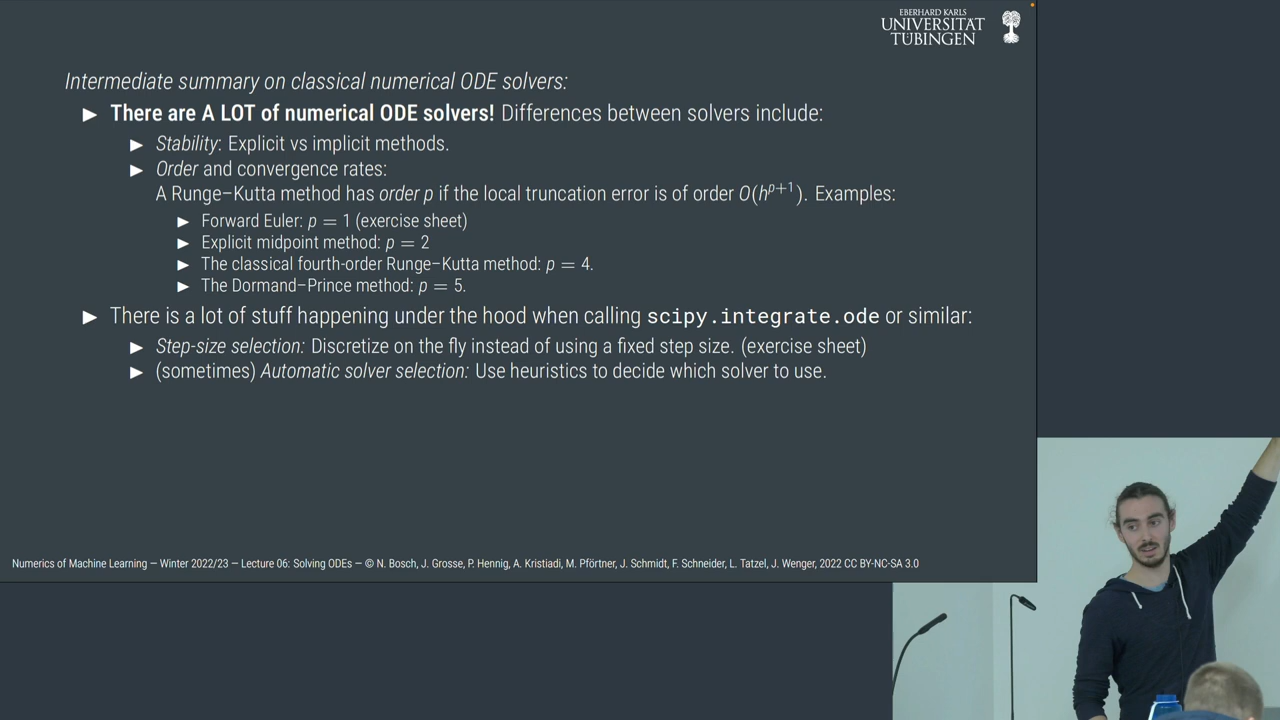 EBERHARD KARLS
UNIVERSITÄT
TÜBINGEN
Intermediate summary on classical numerical ODE solvers:
▶ There are A LOT of numerical ODE solvers! Differences between solvers include:
▶ Stability: Explicit vs implicit methods.
▶ Order and convergence rates:
A Runge–Kutta method has order p if the local truncation error is of order O(h^{p+1}). Examples:
▶ Forward Euler: p = 1 (exercise sheet)
▶ Explicit midpoint method: p = 2
▶ The classical fourth-order Runge–Kutta method: p = 4.
▶ The Dormand–Prince method: p = 5.
▶ There is a lot of stuff happening under the hood when calling scipy.integrate.ode or similar:
▶ Step-size selection: Discretize on the fly instead of using a fixed step size. (exercise sheet)
▶ (sometimes) Automatic solver selection: Use heuristics to decide which solver to use.
Numerics of Machine Learning — Winter 2022/23 — Lecture 06: Solving ODEs — © N. Bosch, J. Grosse, P. Hennig, A. Kristiadi, M. Pförtner, J. Schmidt, F. Schneider, L. Tatzel, J. Wenger, 2022 CC BY-NC-SA 3.0